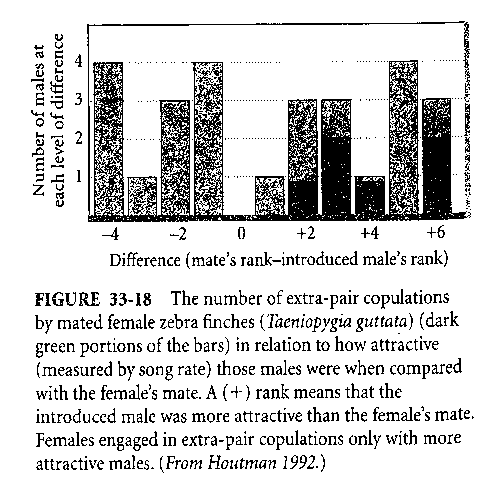 Number of males at
each level of difference
4
3
2
1
–4 –2 0 +2 +4 +6
Difference (mate's rank–introduced male's rank)
FIGURE 33-18 The number of extra-pair copulations
by mated female zebra finches (Taeniopygia guttata) (dark
green portions of the bars) in relation to how attractive
(measured by song rate) those males were when compared
with the female's mate. A (+) rank means that the
introduced male was more attractive than the female's mate.
Females engaged in extra-pair copulations only with more
attractive males. (From Houtman 1992.)